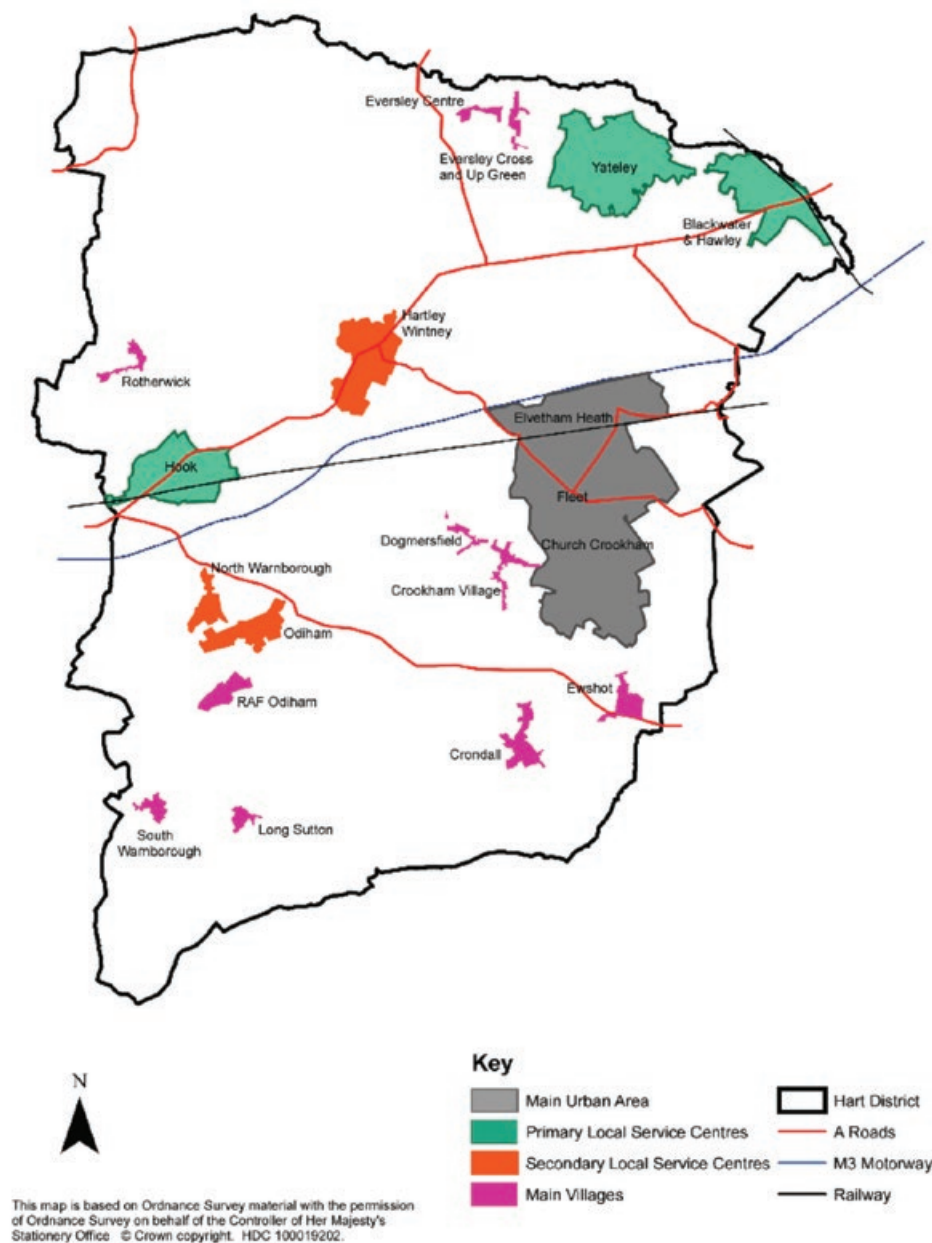 Eversley Centre
Eversley Cross
and Up Green
Yateley
Blackwater
& Hawley
Hartley
Wintney
Rotherwick
Elvetham Heath
Hook
Fleet
Dogmersfield
Church Crookham
North Warnborough
Crookham Village
Odiham
RAF Odiham
Ewshot
Crondall
South
Warnborough
Long Sutton
N
Key
Main Urban Area
Primary Local Service Centres
Secondary Local Service Centres
Main Villages
Hart District
A Roads
M3 Motorway
Railway
This map is based on Ordnance Survey material with the permission
of Ordnance Survey on behalf of the Controller of Her Majesty's
Stationery Office © Crown copyright. HDC 100019202.